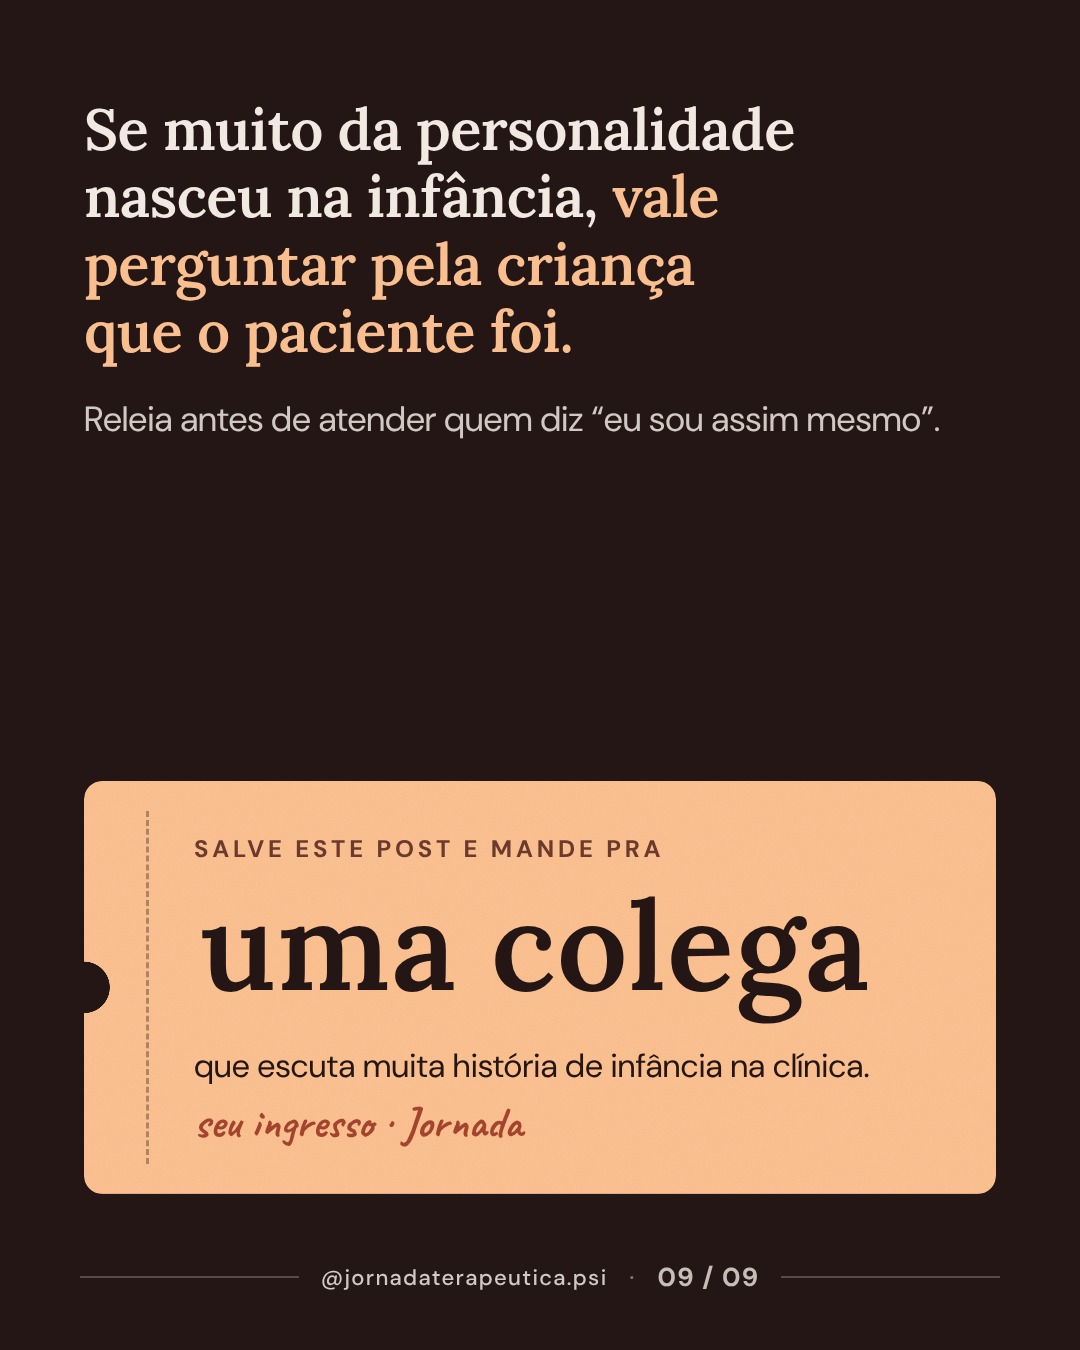 Se muito da personalidade
nasceu na infância, vale
perguntar pela criança
que o paciente foi.
Releia antes de atender quem diz “eu sou assim mesmo”.
SALVE ESTE POST E MANDE PRA
uma colega
que escuta muita história de infância na clínica.
seu ingresso · Jornada
@jornadaterapeutica.psi · 09 / 09